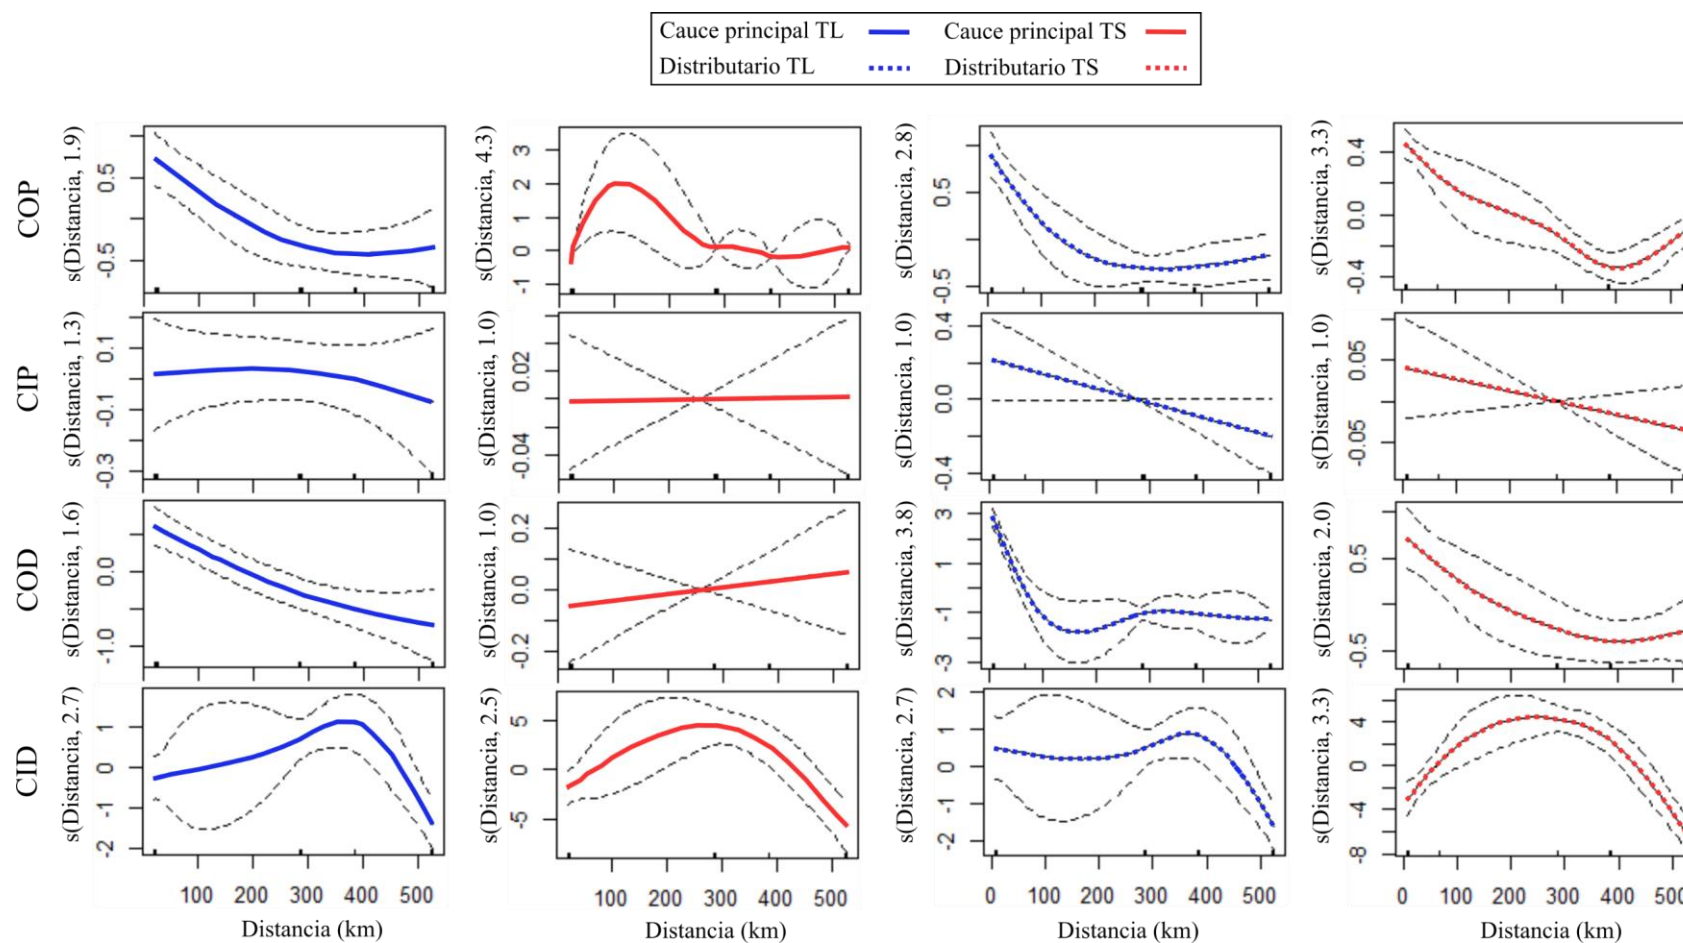 Cauce principal TL Cauce principal TS
Distributario TL Distributario TS
COP
s(Distancia, 1.9)
0.5
-0.5
s(Distancia, 4.3)
3
2
1
0
-1
s(Distancia, 2.8)
0.5
-0.5
s(Distancia, 3.3)
0.4
0.0
-0.4
CIP
s(Distancia, 1.3)
0.1
-0.1
-0.3
s(Distancia, 1.0)
0.02
-0.04
s(Distancia, 1.0)
0.4
0.0
-0.4
s(Distancia, 1.0)
0.05
-0.05
COD
s(Distancia, 1.6)
0.0
-1.0
s(Distancia, 1.0)
0.2
0.0
-0.2
s(Distancia, 3.8)
3
1
-1
-3
s(Distancia, 2.0)
0.5
-0.5
CID
s(Distancia, 2.7)
1
0
-2
s(Distancia, 2.5)
5
0
-5
s(Distancia, 2.7)
2
1
0
-1
-2
s(Distancia, 3.3)
4
0
-4
-8
100 200 300 400 500
100 200 300 400 500
0 100 200 300 400 500
0 100 200 300 400 500
Distancia (km)
Distancia (km)
Distancia (km)
Distancia (km)